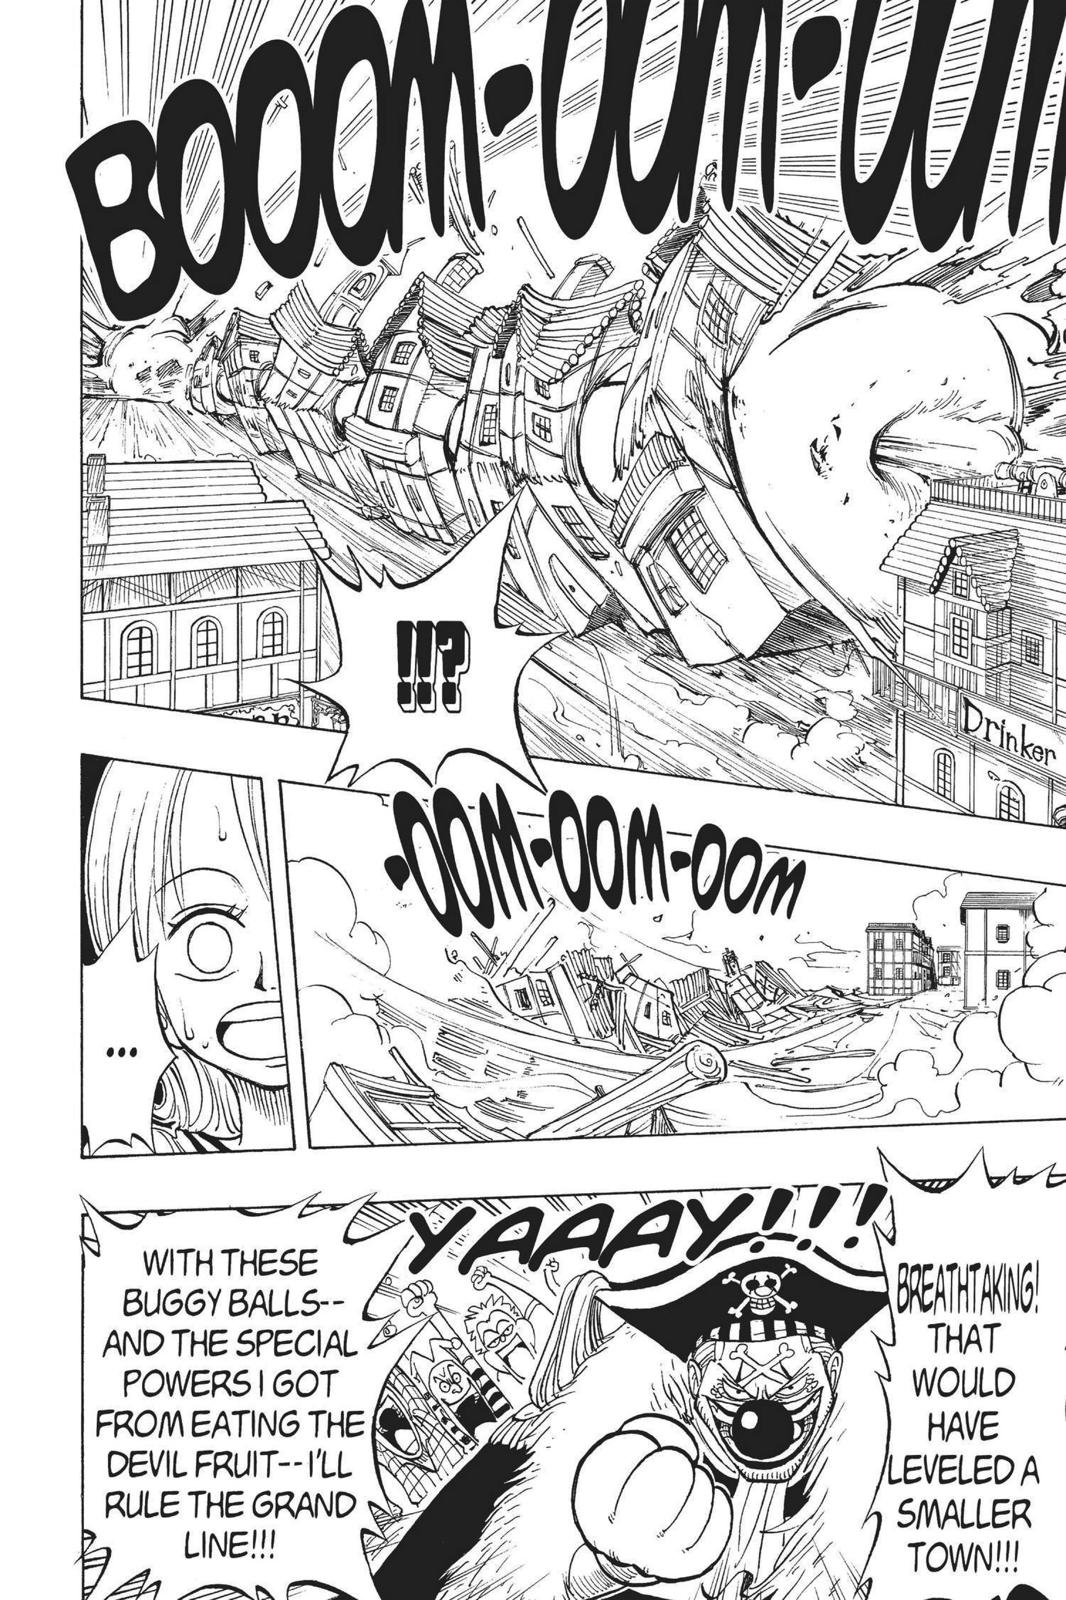 BOOOM-OOM-OOM
!!!?
Drinker
-OOM-OOM-OOM
...
YAAAY!!!
BREATHTAKING!
THAT
WOULD
HAVE
LEVELED A
SMALLER
TOWN!!!
WITH THESE
BUGGY BALLS--
AND THE SPECIAL
POWERS I GOT
FROM EATING THE
DEVIL FRUIT--I'LL
RULE THE GRAND
LINE!!!